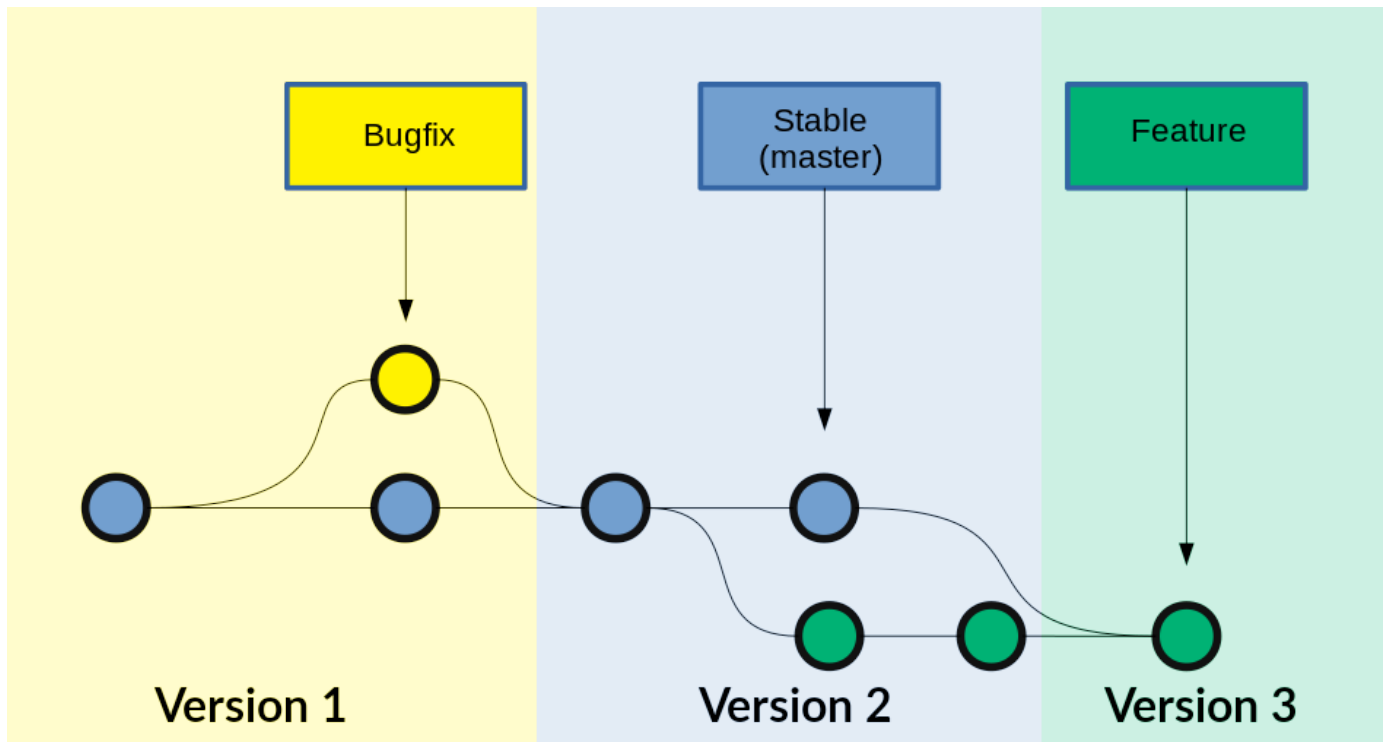 Bugfix
Stable
(master)
Feature
Version 1
Version 2
Version 3